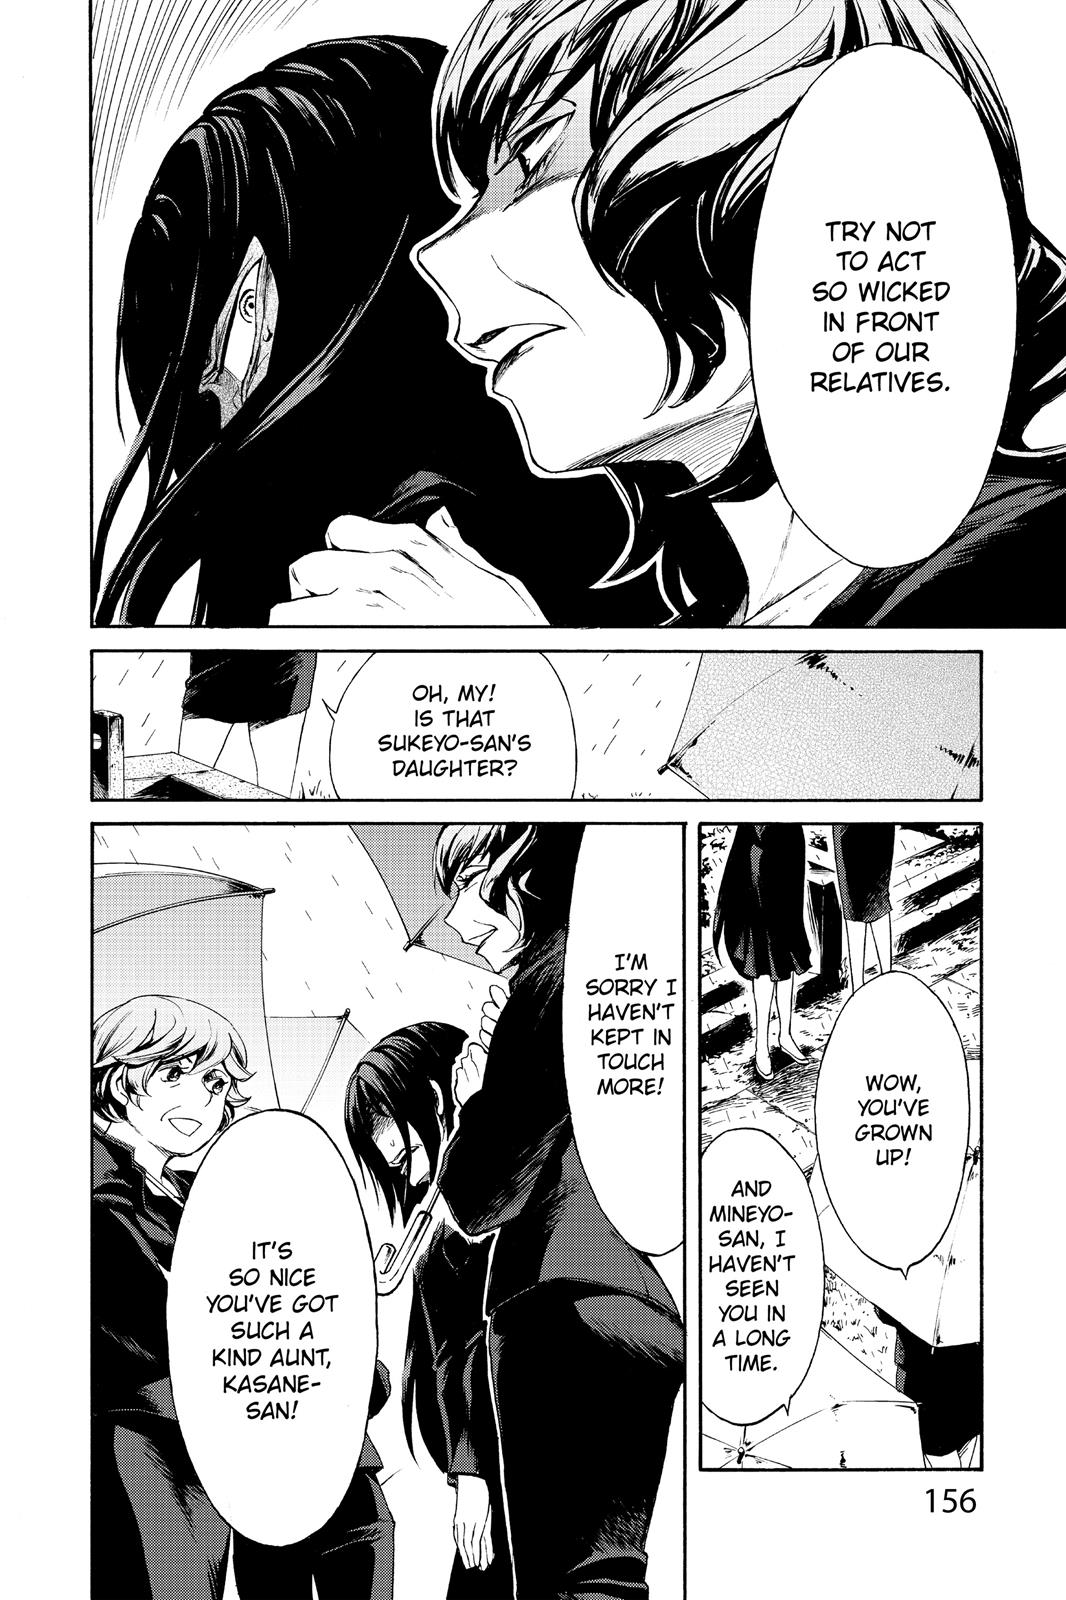 TRY NOT
TO ACT
SO WICKED
IN FRONT
OF OUR
RELATIVES.
OH, MY!
IS THAT
SUKEYO-SAN'S
DAUGHTER?
WOW,
YOU'VE
GROWN
UP!
AND
MINEYO-
SAN, I
HAVEN'T
SEEN
YOU IN
A LONG
TIME.
I'M
SORRY I
HAVEN'T
KEPT IN
TOUCH
MORE!
IT'S
SO NICE
YOU'VE GOT
SUCH A
KIND AUNT,
KASANE-
SAN!
156